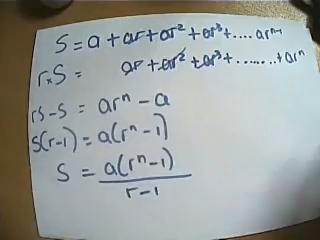 S = a + ar + ar² + ar³ + .... arⁿ⁻¹
r×S = ar + ar² + ar³ + ....... + arⁿ
rS - S = arⁿ - a
S(r-1) = a(rⁿ-1)
S = a(rⁿ-1)
r-1